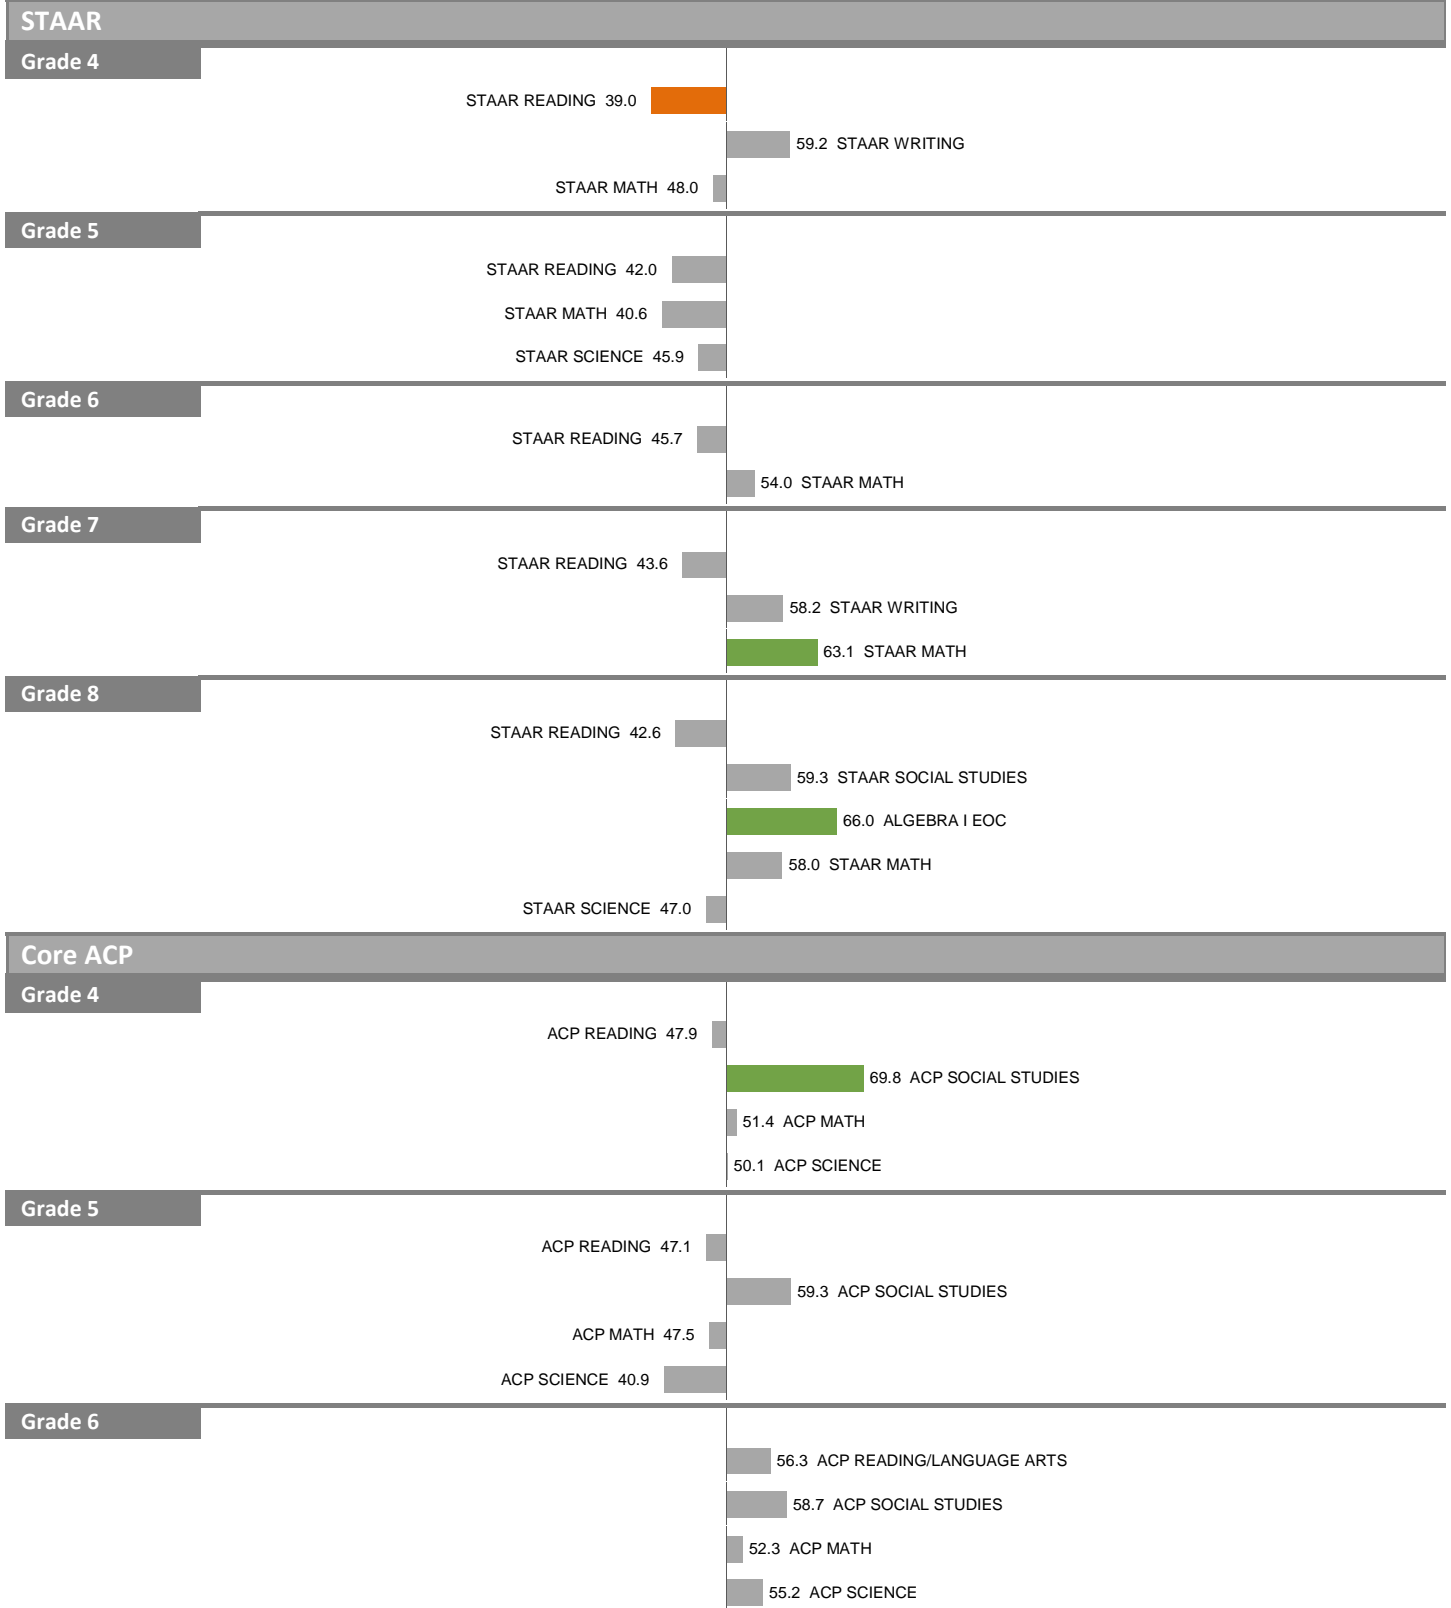 STAAR
Grade 4
STAAR READING 39.0
59.2 STAAR WRITING
STAAR MATH 48.0
Grade 5
STAAR READING 42.0
STAAR MATH 40.6
STAAR SCIENCE 45.9
Grade 6
STAAR READING 45.7
54.0 STAAR MATH
Grade 7
STAAR READING 43.6
58.2 STAAR WRITING
63.1 STAAR MATH
Grade 8
STAAR READING 42.6
59.3 STAAR SOCIAL STUDIES
66.0 ALGEBRA I EOC
58.0 STAAR MATH
STAAR SCIENCE 47.0
Core ACP
Grade 4
ACP READING 47.9
69.8 ACP SOCIAL STUDIES
51.4 ACP MATH
50.1 ACP SCIENCE
Grade 5
ACP READING 47.1
59.3 ACP SOCIAL STUDIES
ACP MATH 47.5
ACP SCIENCE 40.9
Grade 6
56.3 ACP READING/LANGUAGE ARTS
58.7 ACP SOCIAL STUDIES
52.3 ACP MATH
55.2 ACP SCIENCE